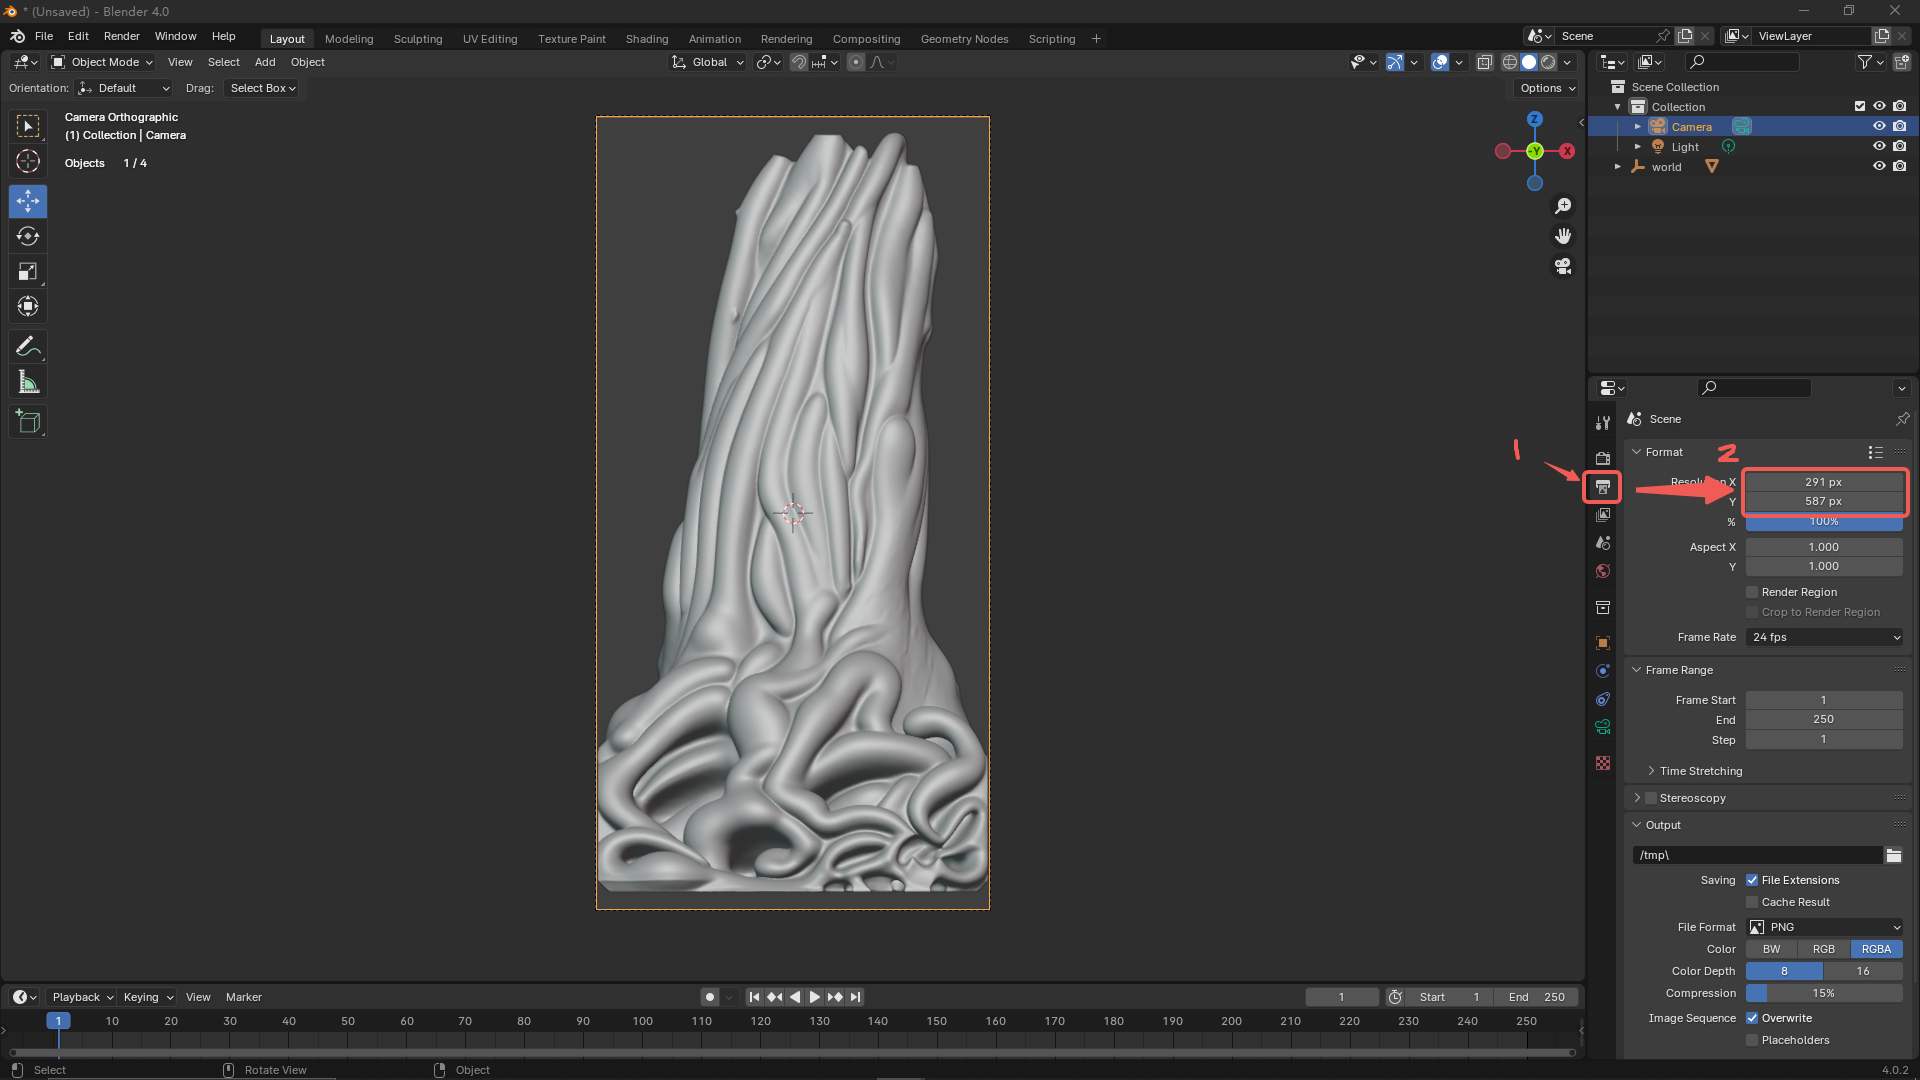 * (Unsaved) - Blender 4.0
File Edit Render Window Help
Layout Modeling Sculpting UV Editing Texture Paint Shading Animation Rendering Compositing Geometry Nodes Scripting +
Scene
ViewLayer
Object Mode View Select Add Object
Global
Orientation: Default Drag: Select Box
Options
Camera Orthographic
(1) Collection | Camera
Objects 1 / 4
Z
-Y
X
Scene Collection
Collection
Camera
Light
world
Scene
Format
1
2
Resolution X 291 px
Y 587 px
% 100%
Aspect X 1.000
Y 1.000
Render Region
Crop to Render Region
Frame Rate 24 fps
Frame Range
Frame Start 1
End 250
Step 1
Time Stretching
Stereoscopy
Output
/tmp\
Saving File Extensions
Cache Result
File Format PNG
Color BW RGB RGBA
Color Depth 8 16
Compression 15%
Image Sequence Overwrite
Placeholders
Playback Keying View Marker
1 Start 1 End 250
1 10 20 30 40 50 60 70 80 90 100 110 120 130 140 150 160 170 180 190 200 210 220 230 240 250
Select Rotate View Object
4.0.2